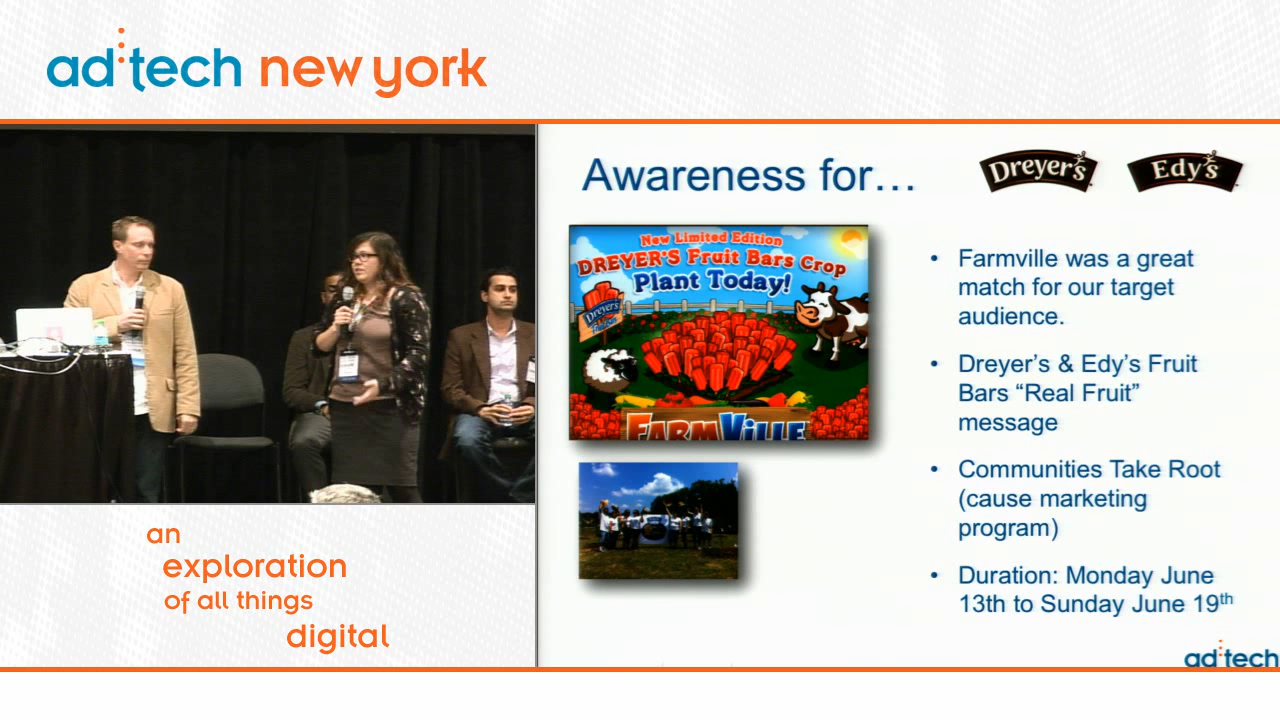 ad:tech new york
Awareness for…
Dreyer's
Edy's
New Limited Edition
DREYER'S Fruit Bars Crop
Plant Today!
Dreyer's
FARMVILLE
• Farmville was a great
match for our target
audience.
• Dreyer’s & Edy’s Fruit
Bars “Real Fruit”
message
• Communities Take Root
(cause marketing
program)
• Duration: Monday June
13th to Sunday June 19th
an
exploration
of all things
digital
ad:tech